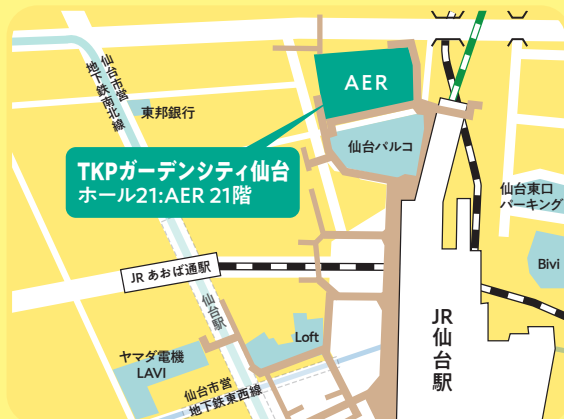 仙台市営
地下鉄南北線
東邦銀行
AER
仙台パルコ
TKPガーデンシティ仙台
ホール21:AER 21階
仙台東口
パーキング
Bivi
JR あおば通駅
仙台駅
JR仙台駅
Loft
ヤマダ電機
LAVI
仙台市営
地下鉄東西線